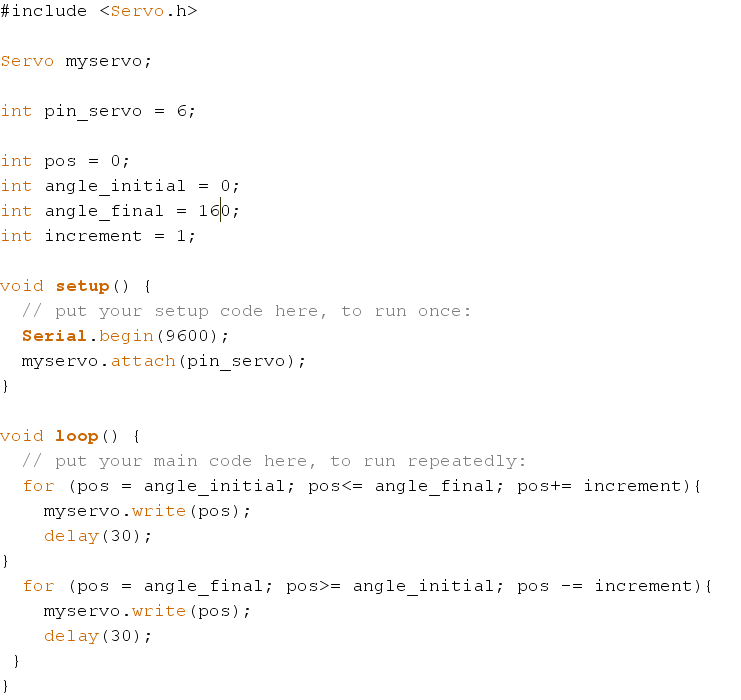 #include <Servo.h>

Servo myservo;

int pin_servo = 6;

int pos = 0;
int angle_initial = 0;
int angle_final = 160;
int increment = 1;

void setup() {
  // put your setup code here, to run once:
  Serial.begin(9600);
  myservo.attach(pin_servo);
}

void loop() {
  // put your main code here, to run repeatedly:
  for (pos = angle_initial; pos<= angle_final; pos+= increment){
    myservo.write(pos);
    delay(30);
}
  for (pos = angle_final; pos>= angle_initial; pos -= increment){
    myservo.write(pos);
    delay(30);
 }
}